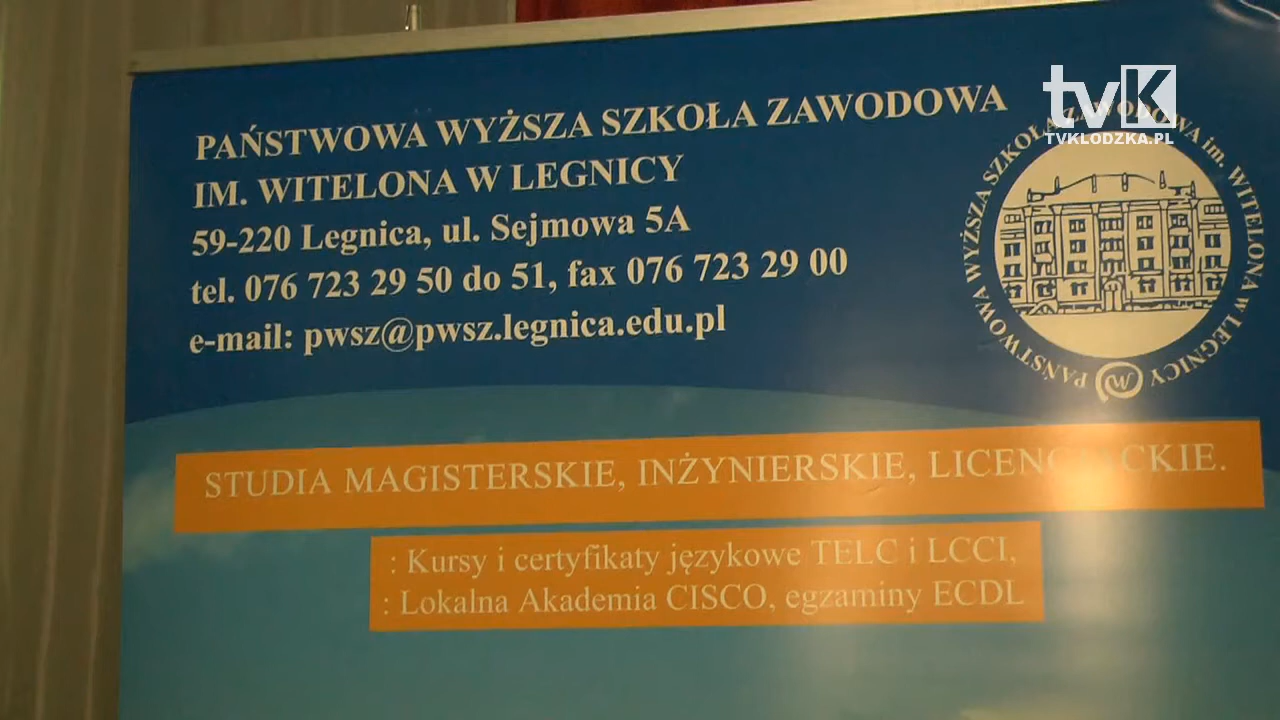 PAŃSTWOWA WYŻSZA SZKOŁA ZAWODOWA
IM. WITELONA W LEGNICY
59-220 Legnica, ul. Sejmowa 5A
tel. 076 723 29 50 do 51, fax 076 723 29 00
e-mail: pwsz@pwsz.legnica.edu.pl
tvK
TVKLODZKA.PL
PAŃSTWOWA WYŻSZA SZKOŁA ZAWODOWA im. WITELONA w LEGNICY
STUDIA MAGISTERSKIE, INŻYNIERSKIE, LICENCJACKIE.
: Kursy i certyfikaty językowe TELC i LCCI,
: Lokalna Akademia CISCO, egzaminy ECDL